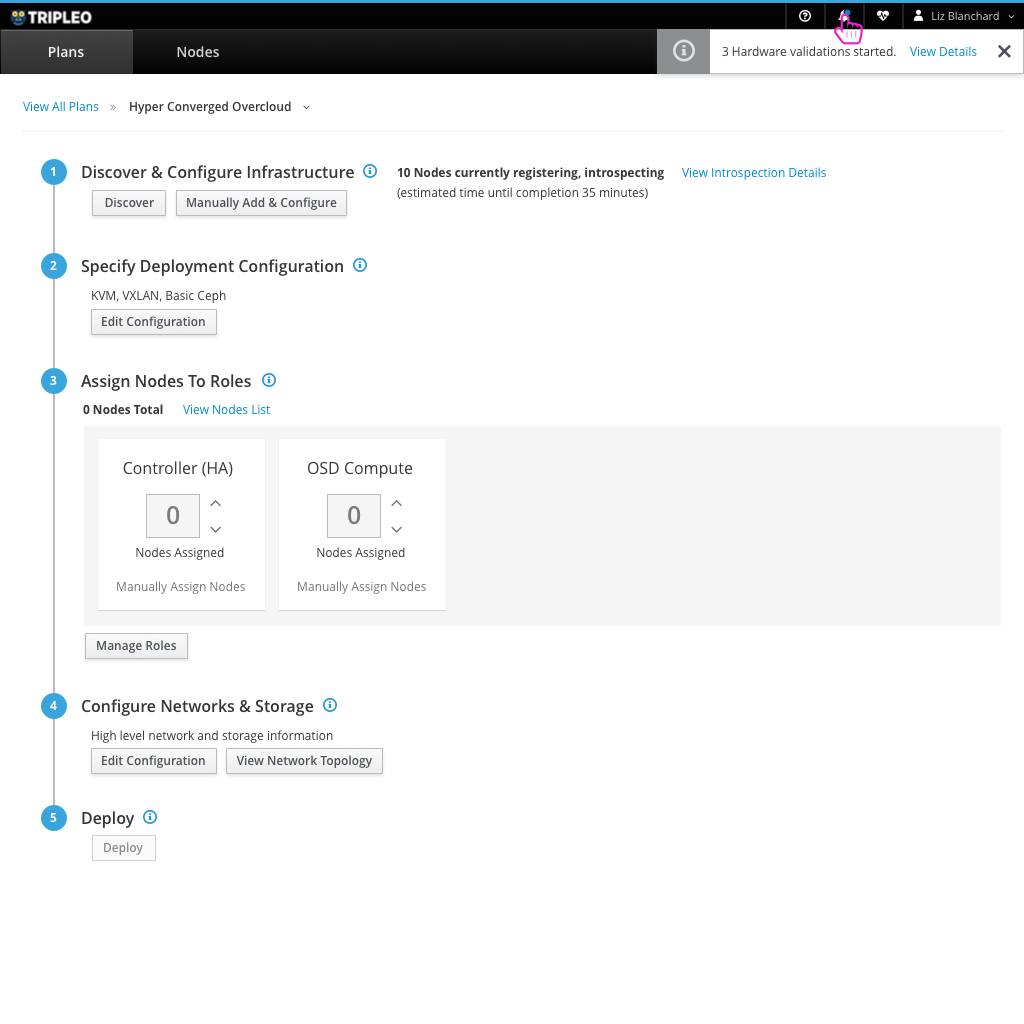 TRIPLEO
Liz Blanchard
Plans
Nodes
3 Hardware validations started. View Details
View All Plans » Hyper Converged Overcloud
1 Discover & Configure Infrastructure
10 Nodes currently registering, introspecting View Introspection Details
(estimated time until completion 35 minutes)
Discover Manually Add & Configure
2 Specify Deployment Configuration
KVM, VXLAN, Basic Ceph
Edit Configuration
3 Assign Nodes To Roles
0 Nodes Total View Nodes List
Controller (HA)
0
Nodes Assigned
Manually Assign Nodes
OSD Compute
0
Nodes Assigned
Manually Assign Nodes
Manage Roles
4 Configure Networks & Storage
High level network and storage information
Edit Configuration View Network Topology
5 Deploy
Deploy